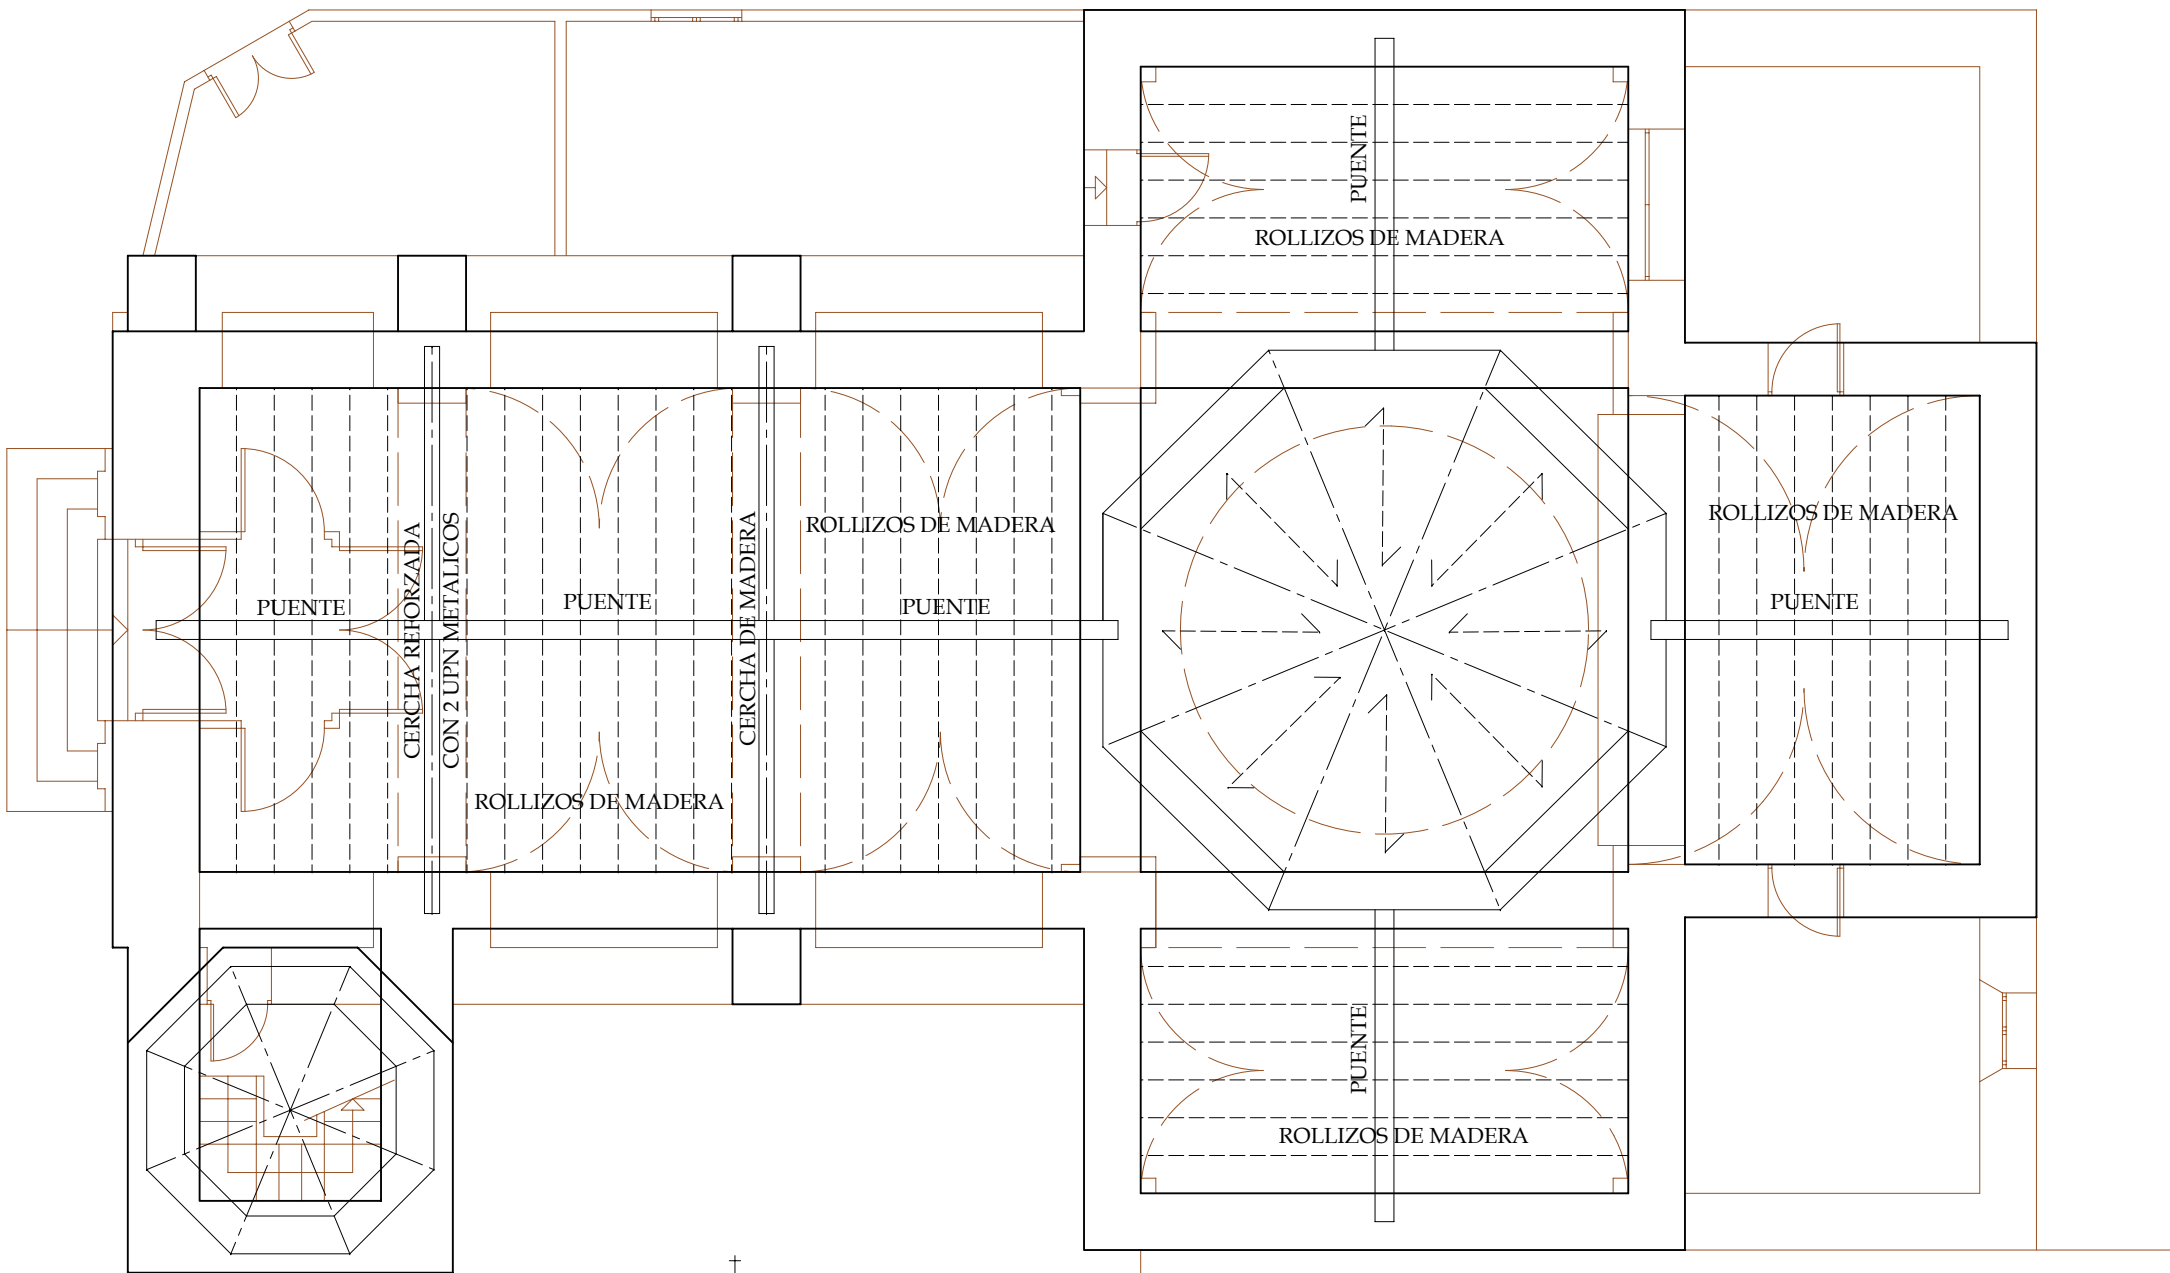 PUENTE
ROLLIZOS DE MADERA
CERCHA REFORZADA
CON 2 UPN METALICOS
CERCHA DE MADERA
ROLLIZOS DE MADERA
ROLLIZOS DE MADERA
PUENTE
PUENTE
PUENTE
PUENTE
ROLLIZOS DE MADERA
PUENTE
ROLLIZOS DE MADERA